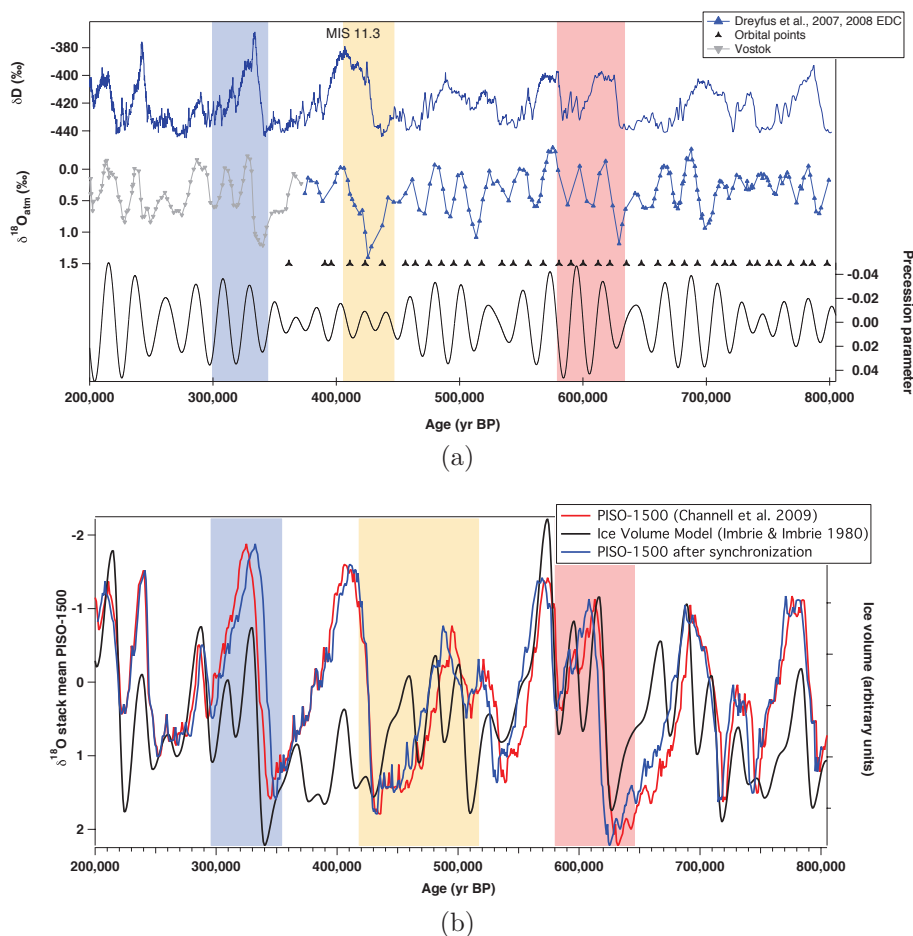 Dreyfus et al., 2007, 2008 EDC
Orbital points
Vostok
MIS 11.3
δD (‰)
-380
-400
-420
-440
δ18Oatm (‰)
0.0
0.5
1.0
1.5
Precession parameter
-0.04
-0.02
0.00
0.02
0.04
200,000 300,000 400,000 500,000 600,000 700,000 800,000
Age (yr BP)
(a)
PISO-1500 (Channell et al. 2009)
Ice Volume Model (Imbrie & Imbrie 1980)
PISO-1500 after synchronization
δ18O stack mean PISO-1500
-2
-1
0
1
2
Ice volume (arbitrary units)
200,000 300,000 400,000 500,000 600,000 700,000 800,000
Age (yr BP)
(b)